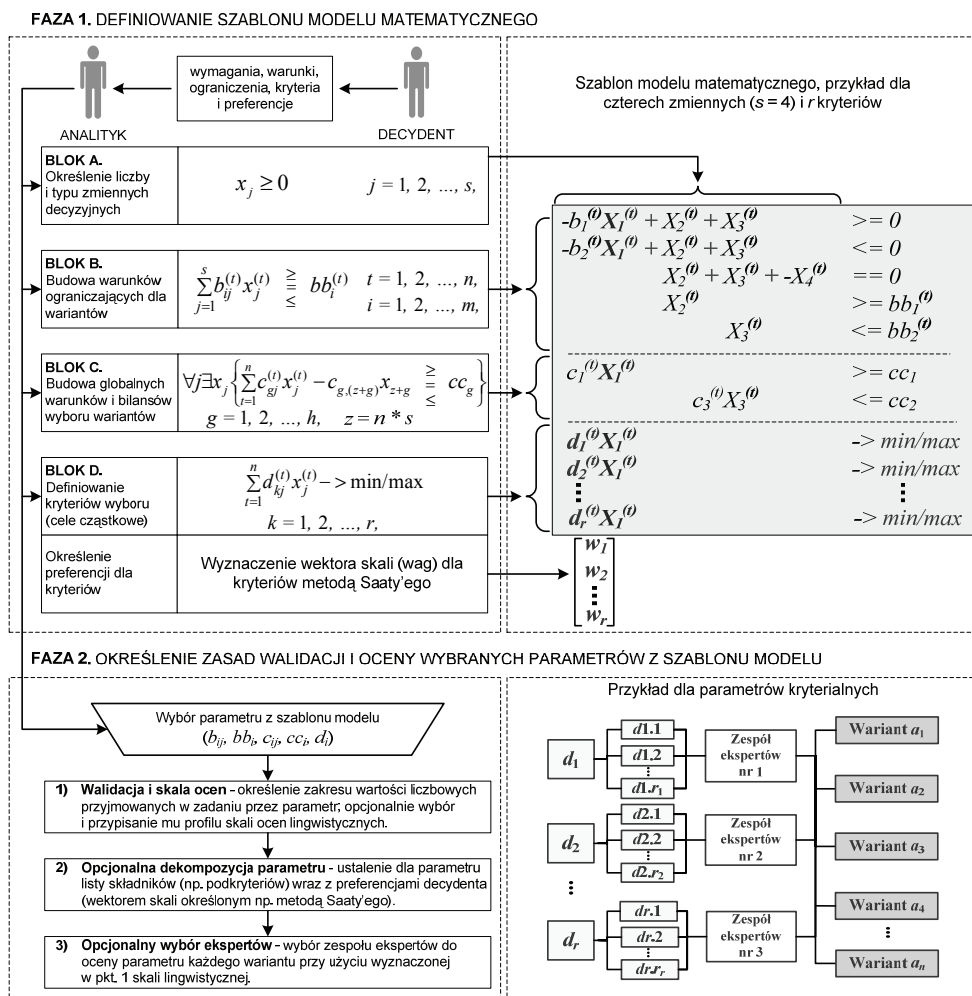 FAZA 1. DEFINIOWANIE SZABLONU MODELU MATEMATYCZNEGO
wymagania, warunki,
ograniczenia, kryteria
i preferencje
ANALITYK
DECYDENT
BLOK A.
Określenie liczby
i typu zmiennych
decyzyjnych
x_j ≥ 0 j = 1, 2, ..., s,
BLOK B.
Budowa warunków
ograniczających dla
wariantów
\sum_{j=1}^{s} b_{ij}^{(t)} x_j^{(t)} ≥ = ≤ bb_i^{(t)} t = 1, 2, ..., n,
i = 1, 2, ..., m,
BLOK C.
Budowa globalnych
warunków i bilansów
wyboru wariantów
∀j∃x_j { \sum_{t=1}^{n} c_{gj}^{(t)} x_j^{(t)} − c_{g,(z+g)} x_{z+g} ≥ = ≤ cc_g }
g = 1, 2, ..., h, z = n * s
BLOK D.
Definiowanie
kryteriów wyboru
(cele cząstkowe)
\sum_{t=1}^{n} d_{kj}^{(t)} x_j^{(t)} −> min/max
k = 1, 2, ..., r,
Określenie
preferencji dla
kryteriów
Wyznaczenie wektora skali (wag) dla
kryteriów metodą Saaty'ego
Szablon modelu matematycznego, przykład dla
czterech zmiennych (s = 4) i r kryteriów
-b_1^{(t)}X_1^{(t)} + X_2^{(t)} + X_3^{(t)} >= 0
-b_2^{(t)}X_1^{(t)} + X_2^{(t)} + X_3^{(t)} <= 0
X_2^{(t)} + X_3^{(t)} + -X_4^{(t)} == 0
X_2^{(t)} >= bb_1^{(t)}
X_3^{(t)} <= bb_2^{(t)}
c_1^{(t)}X_1^{(t)} >= cc_1
c_3^{(t)}X_3^{(t)} <= cc_2
d_1^{(t)}X_1^{(t)} -> min/max
d_2^{(t)}X_1^{(t)} -> min/max
⋮ ⋮
d_r^{(t)}X_1^{(t)} -> min/max
w_1
w_2
⋮
w_r
FAZA 2. OKREŚLENIE ZASAD WALIDACJI I OCENY WYBRANYCH PARAMETRÓW Z SZABLONU MODELU
Wybór parametru z szablonu modelu
(b_{ij}, bb_i, c_{ij}, cc_i, d_i)
1) Walidacja i skala ocen - określenie zakresu wartości liczbowych
przyjmowanych w zadaniu przez parametr; opcjonalnie wybór
i przypisanie mu profilu skali ocen lingwistycznych.
2) Opcjonalna dekompozycja parametru - ustalenie dla parametru
listy składników (np. podkryteriów) wraz z preferencjami decydenta
(wektorem skali określonym np. metodą Saaty'ego).
3) Opcjonalny wybór ekspertów - wybór zespołu ekspertów do
oceny parametru każdego wariantu przy użyciu wyznaczonej
w pkt. 1 skali lingwistycznej.
Przykład dla parametrów kryterialnych
d_1
d1.1
d1.2
⋮
d1.r_1
Zespół
ekspertów
nr 1
d_2
d2.1
d2.2
⋮
d2.r_2
Zespół
ekspertów
nr 2
⋮
d_r
dr.1
dr.2
⋮
dr.r_r
Zespół
ekspertów
nr 3
Wariant a_1
Wariant a_2
Wariant a_3
Wariant a_4
⋮
Wariant a_n